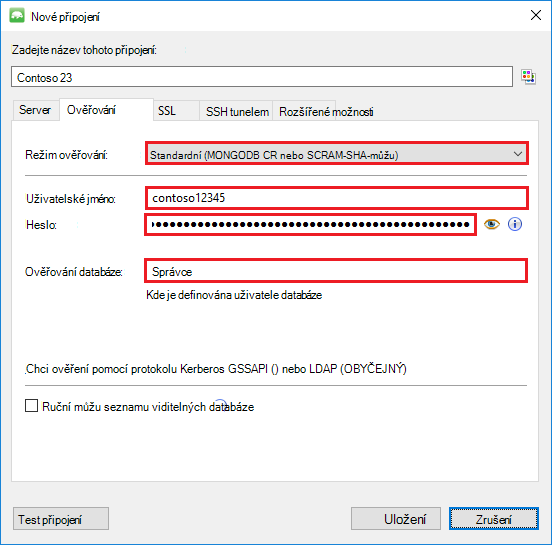 Nové připojení
Zadejte název tohoto připojení:
Contoso 23
Server Ověřování SSL SSH tunelem Rozšířené možnosti
Režim ověřování: Standardní (MONGODB CR nebo SCRAM-SHA-můžu)
Uživatelské jméno: contoso12345
Heslo: ●●●●●●●●●●●●●●●●●●●●●●●●●●●●●●●●●●●●●●●●●●●
Ověřování databáze: Správce
Kde je definována uživatele databáze
Chci ověření pomocí protokolu Kerberos GSSAPI () nebo LDAP (OBYČEJNÝ)
Ruční můžu seznamu viditelných databáze
Test připojení Uložení Zrušení